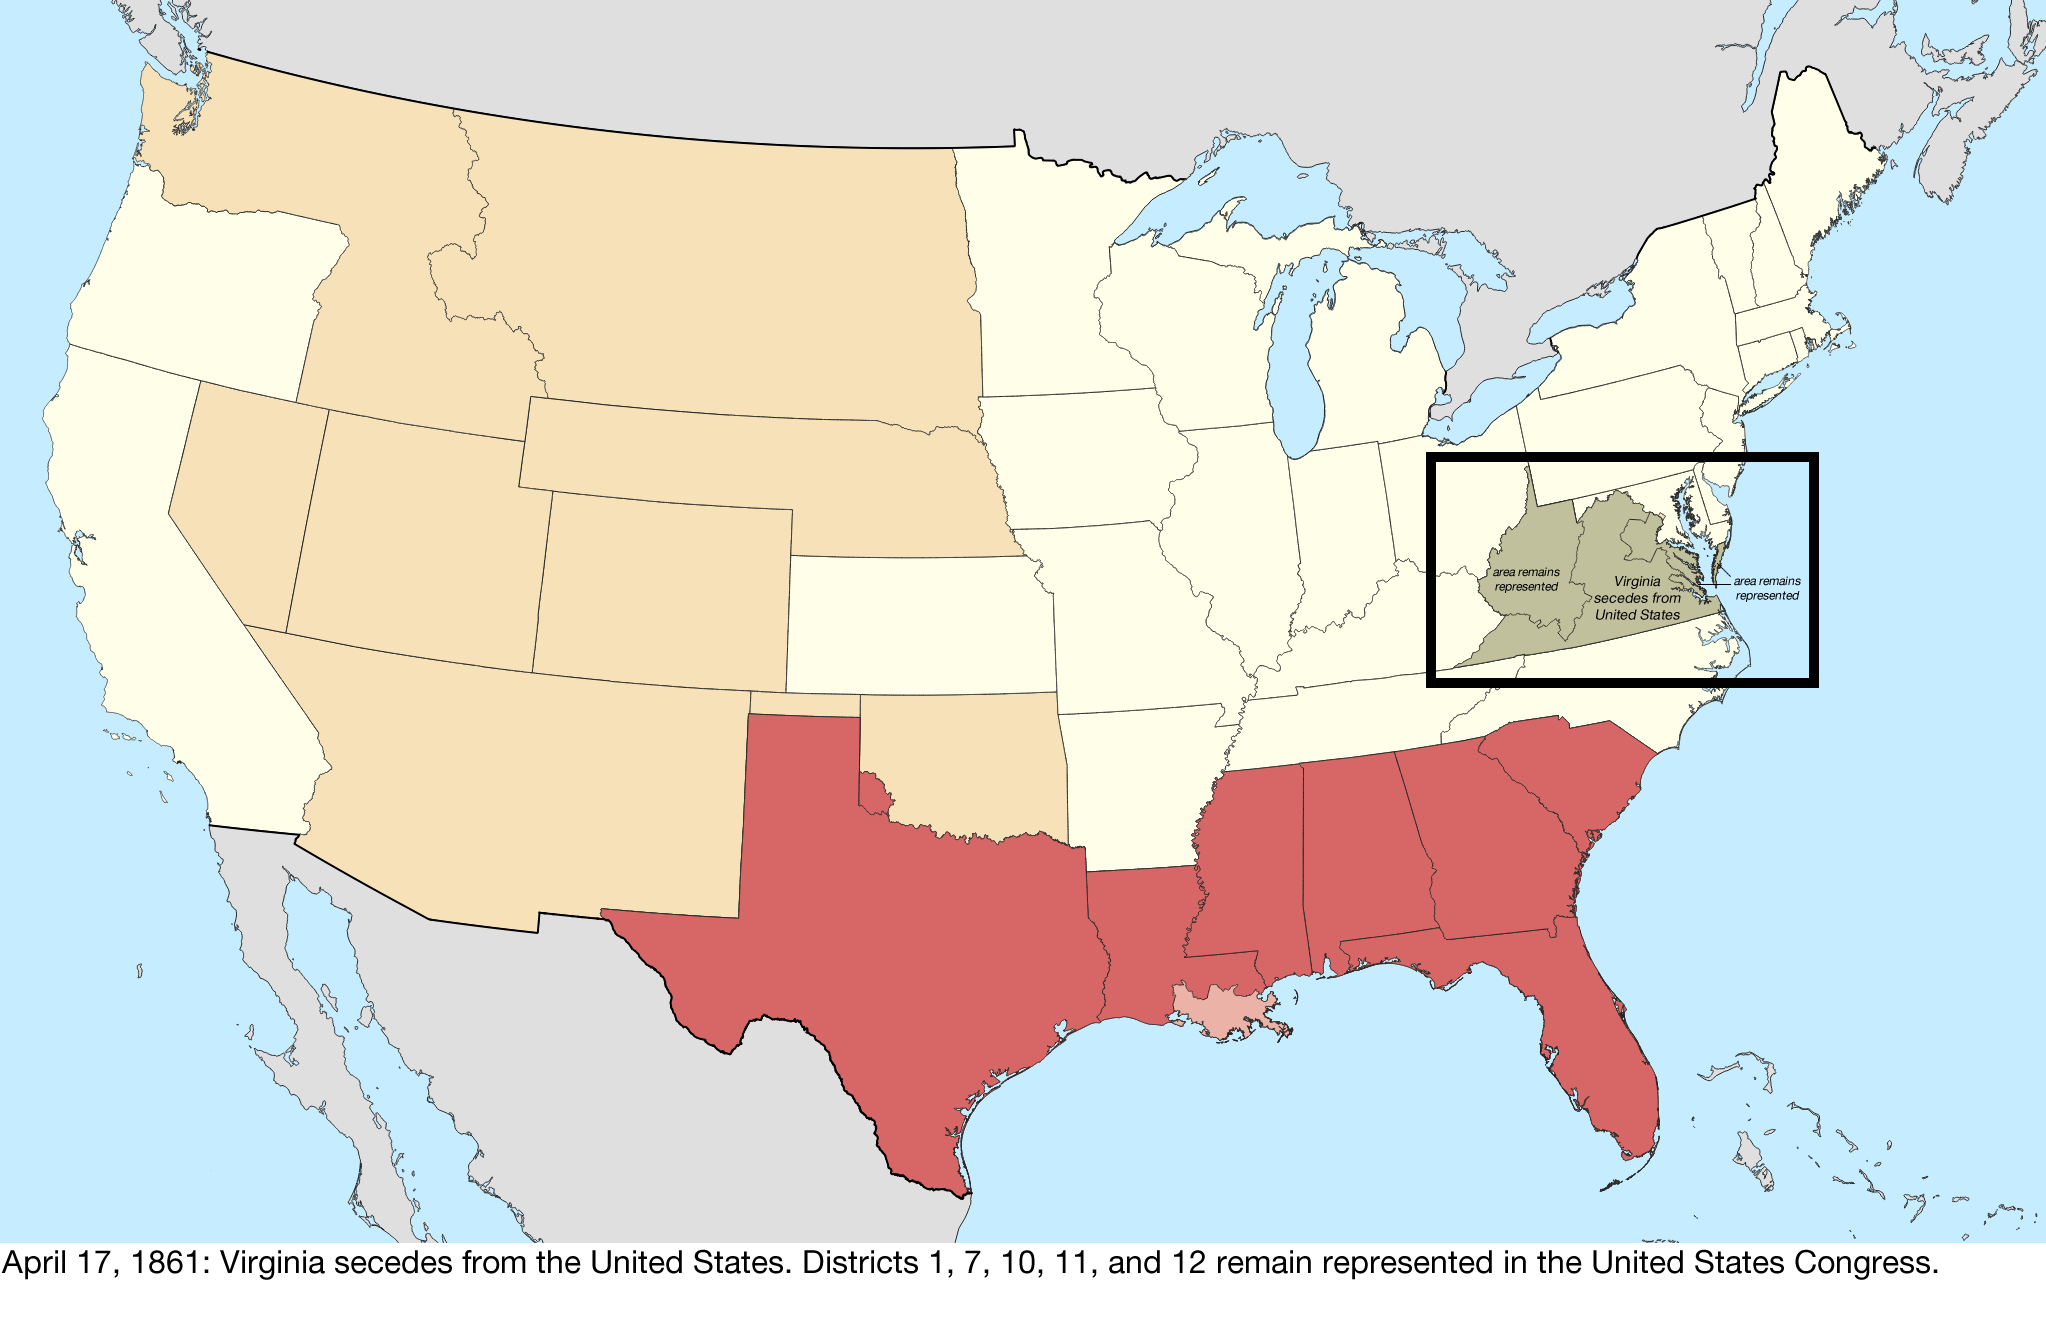 area remains
represented
Virginia
secedes from
United States
area remains
represented
April 17, 1861: Virginia secedes from the United States. Districts 1, 7, 10, 11, and 12 remain represented in the United States Congress.